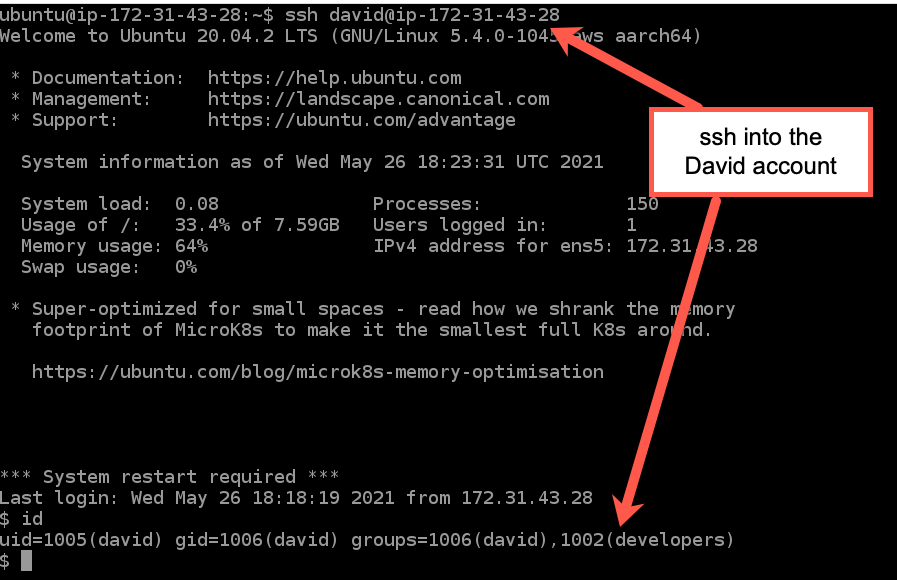 ubuntu@ip-172-31-43-28:~$ ssh david@ip-172-31-43-28
Welcome to Ubuntu 20.04.2 LTS (GNU/Linux 5.4.0-1045-aws aarch64)
* Documentation:  https://help.ubuntu.com
* Management:     https://landscape.canonical.com
* Support:        https://ubuntu.com/advantage
ssh into the
David account
System information as of Wed May 26 18:23:31 UTC 2021
System load:  0.08              Processes:             150
Usage of /:   33.4% of 7.59GB   Users logged in:       1
Memory usage: 64%               IPv4 address for ens5: 172.31.43.28
Swap usage:   0%
* Super-optimized for small spaces - read how we shrank the memory
footprint of MicroK8s to make it the smallest full K8s around.
https://ubuntu.com/blog/microk8s-memory-optimisation
*** System restart required ***
Last login: Wed May 26 18:18:19 2021 from 172.31.43.28
$ id
uid=1005(david) gid=1006(david) groups=1006(david),1002(developers)
$